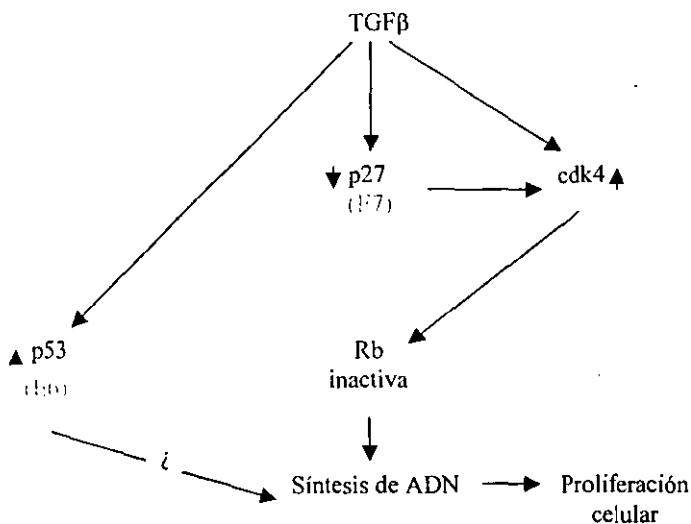 TGFβ
p27
cdk4
p53
Rb
inactiva
¿
Síntesis de ADN
Proliferación
celular